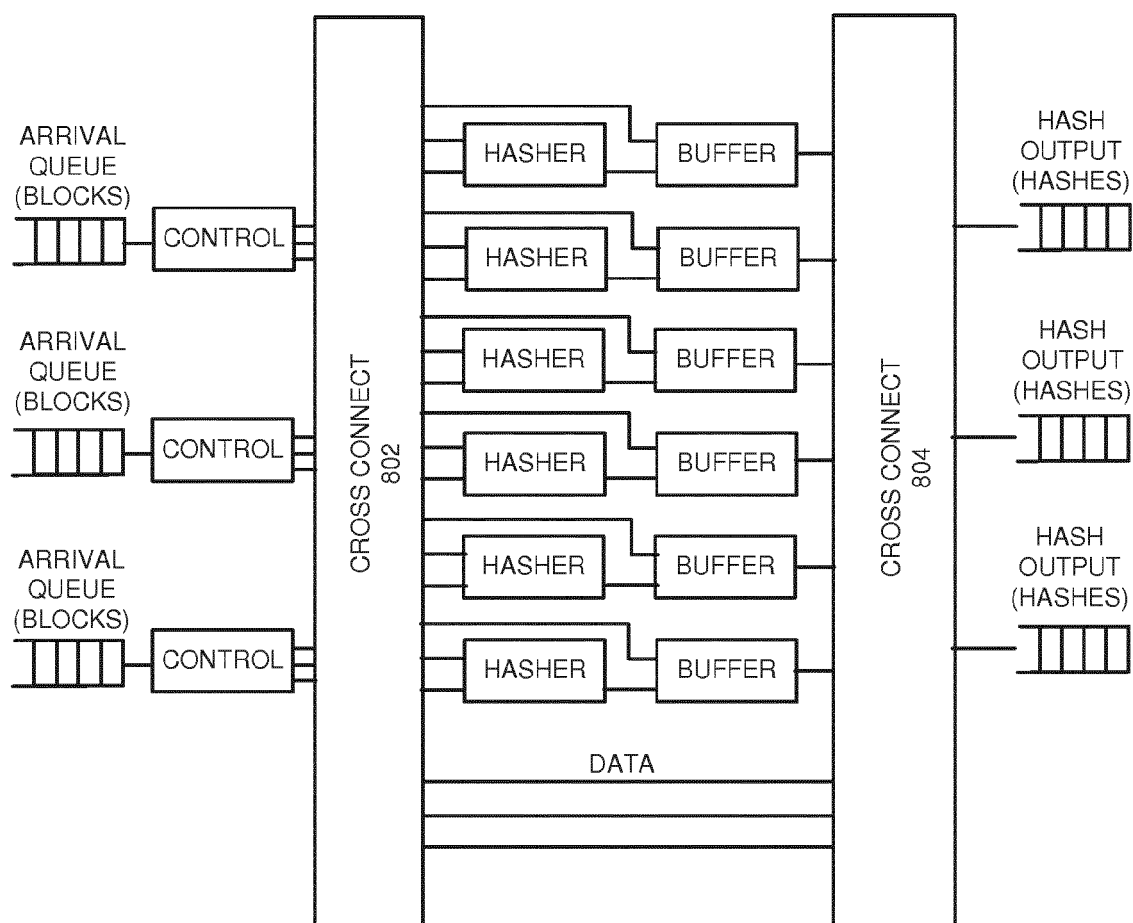 ARRIVAL
QUEUE
(BLOCKS)
CONTROL
ARRIVAL
QUEUE
(BLOCKS)
CONTROL
ARRIVAL
QUEUE
(BLOCKS)
CONTROL
CROSS CONNECT
802
HASHER
BUFFER
HASHER
BUFFER
HASHER
BUFFER
HASHER
BUFFER
HASHER
BUFFER
HASHER
BUFFER
DATA
CROSS CONNECT
804
HASH
OUTPUT
(HASHES)
HASH
OUTPUT
(HASHES)
HASH
OUTPUT
(HASHES)